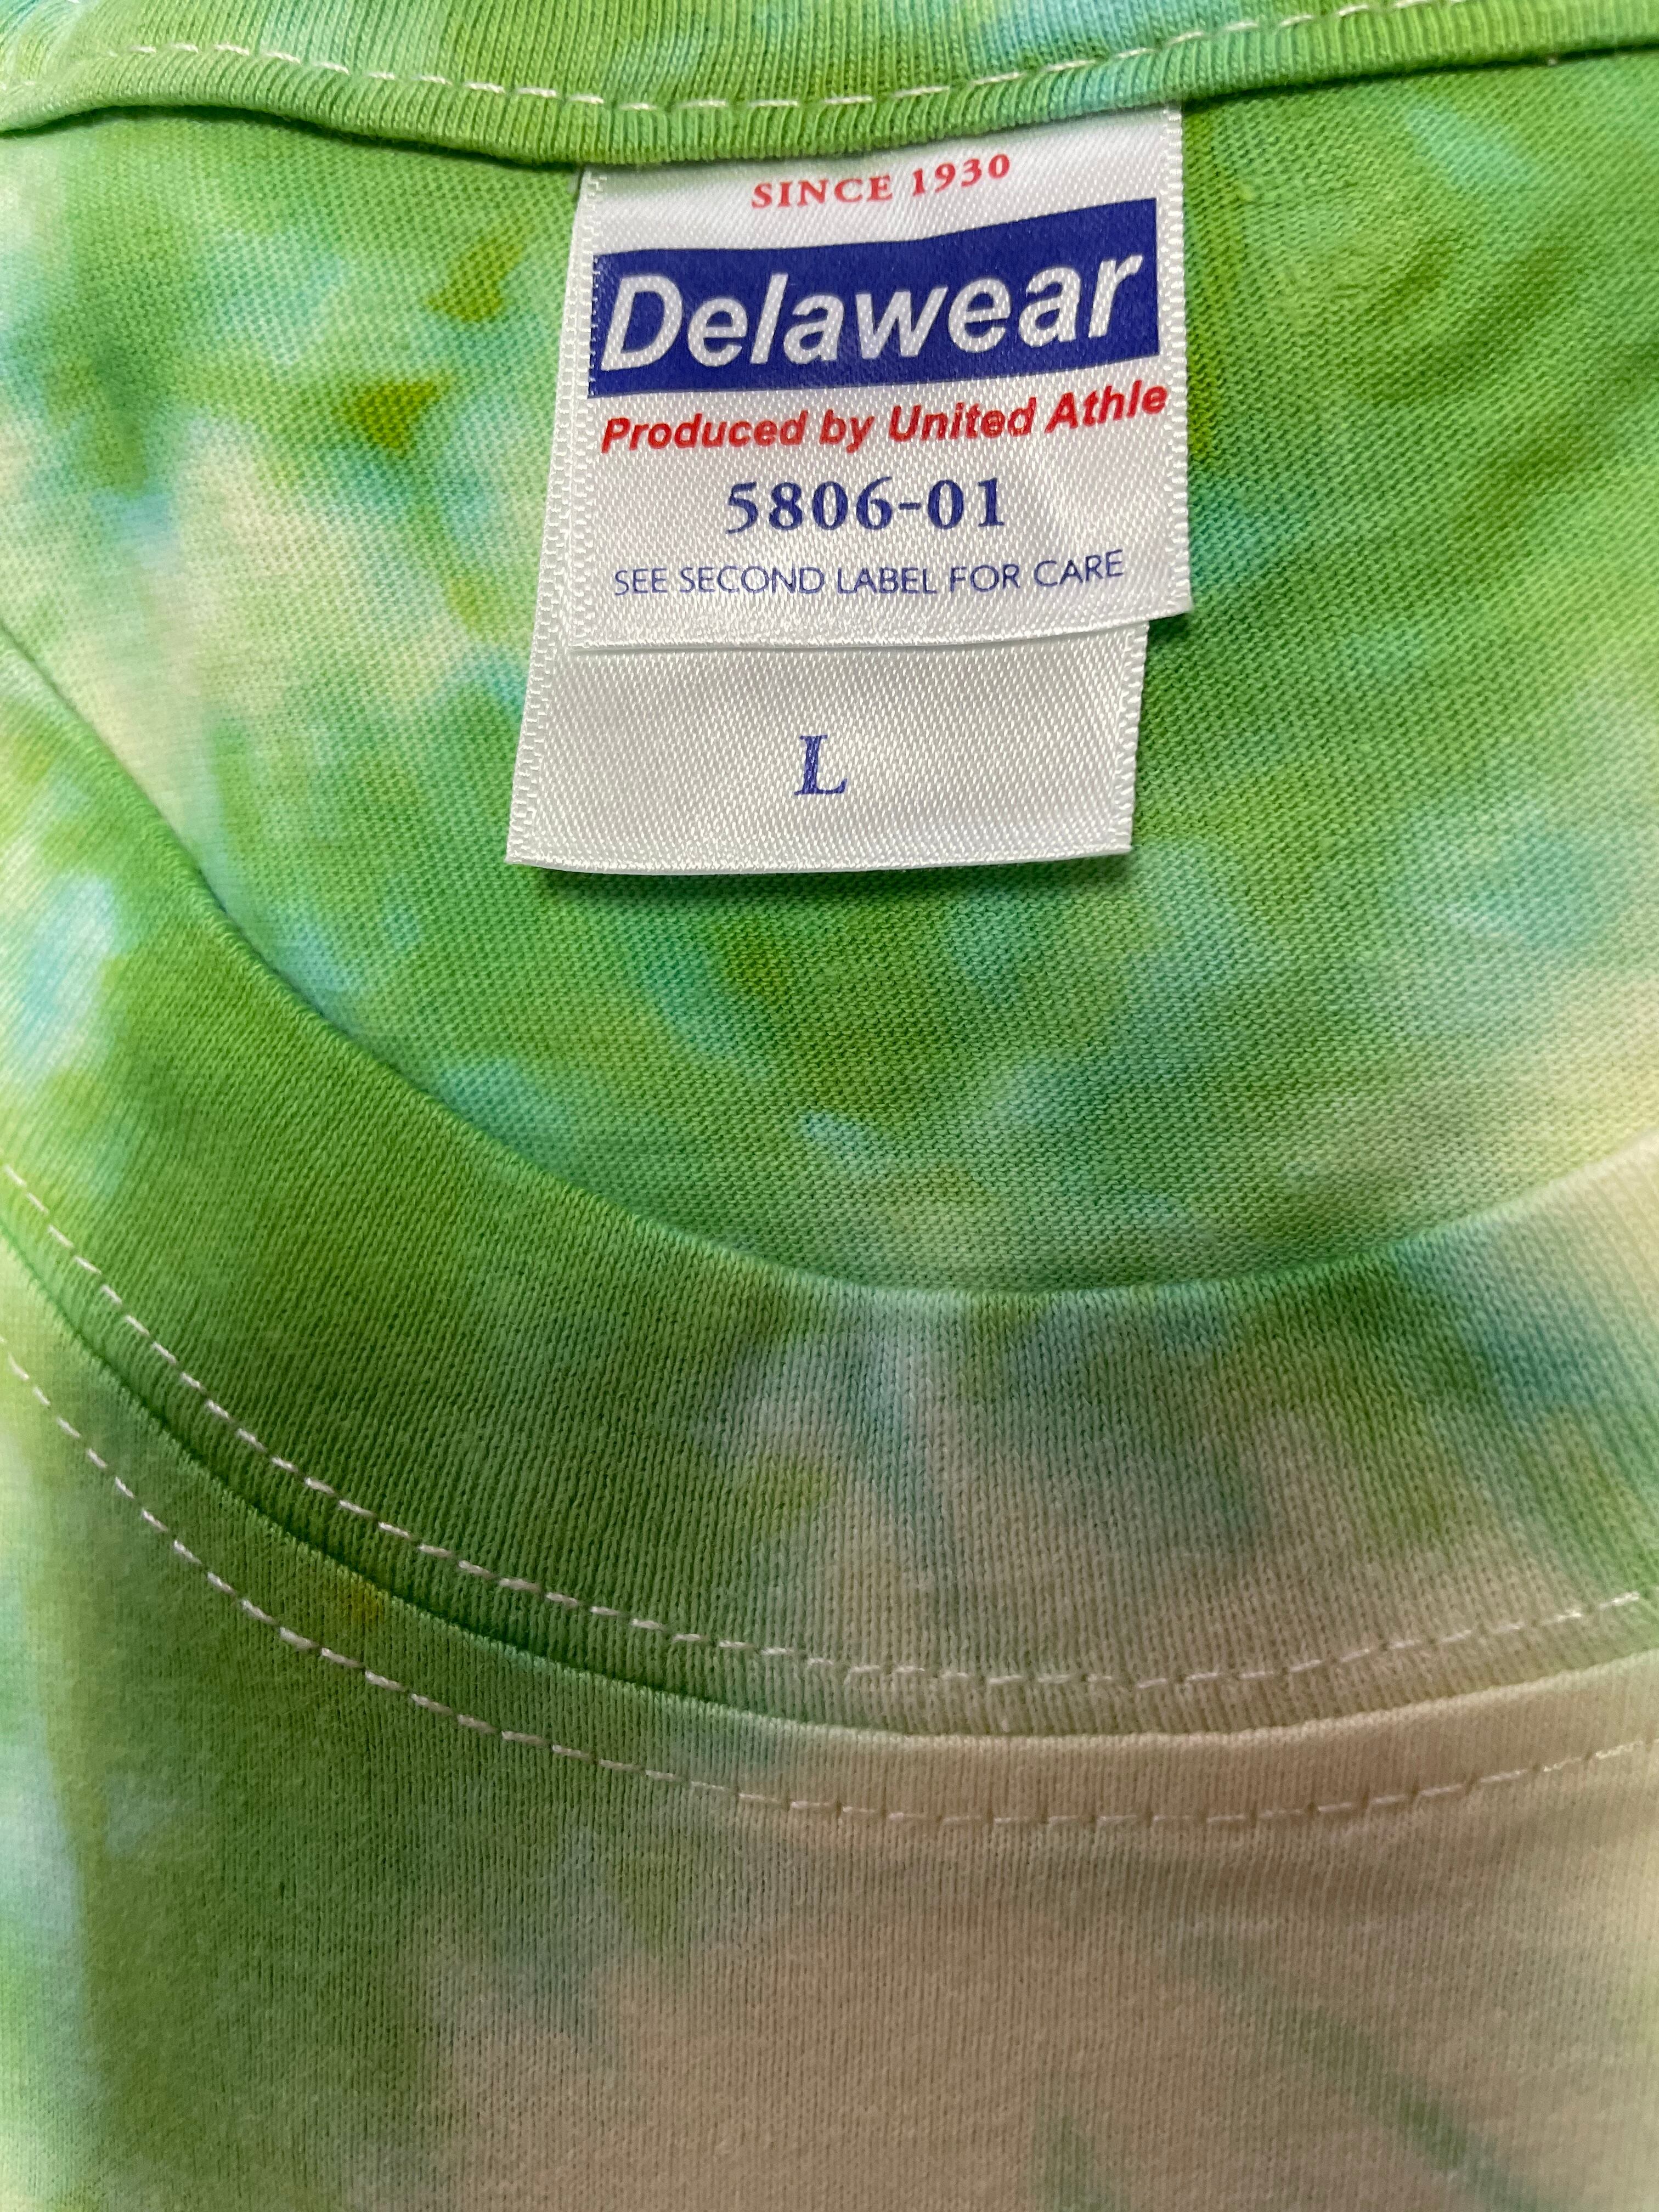 SINCE 1930
Delawear
Produced by United Athle
5806-01
SEE SECOND LABEL FOR CARE
L